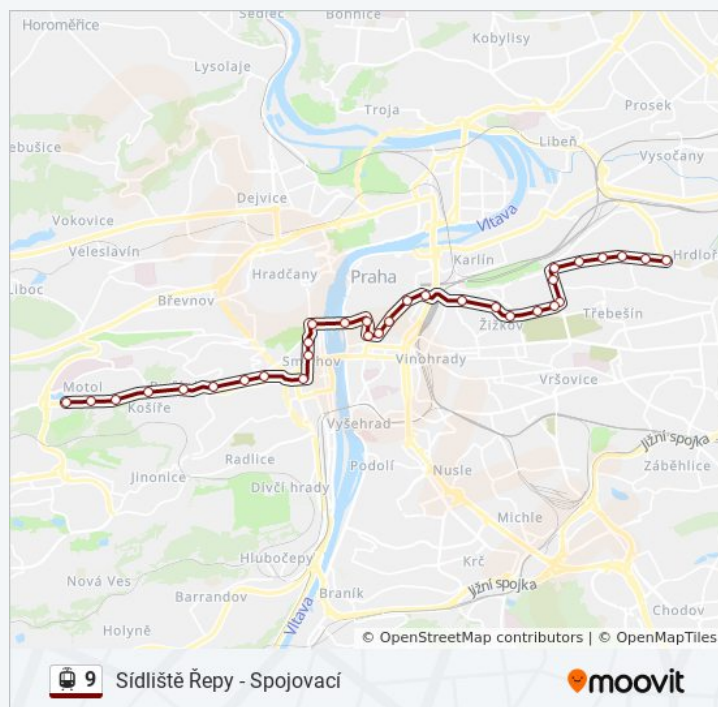 Horoměřice
Sedlec
Bohnice
Kobylisy
Lysolaje
Troja
Prosek
Libeň
Vysočany
Dejvice
Vokovice
Veleslavín
Vltava
Karlín
Hradčany
Praha
Liboc
Břevnov
Třebešín
Žižkov
Smíchov
Vinohrady
Motol
Vršovice
Košíře
Vyšehrad
Jižní spojka
Radlice
Podolí
Záběhlice
Jinonice
Nusle
Dívčí hrady
Michle
Hlubočepy
Krč
Nová Ves
Jižní spojka
Barrandov
Braník
Chodov
Vltava
Holyně
© OpenStreetMap contributors | © OpenMapTiles
9 Sídliště Řepy - Spojovací
moovit